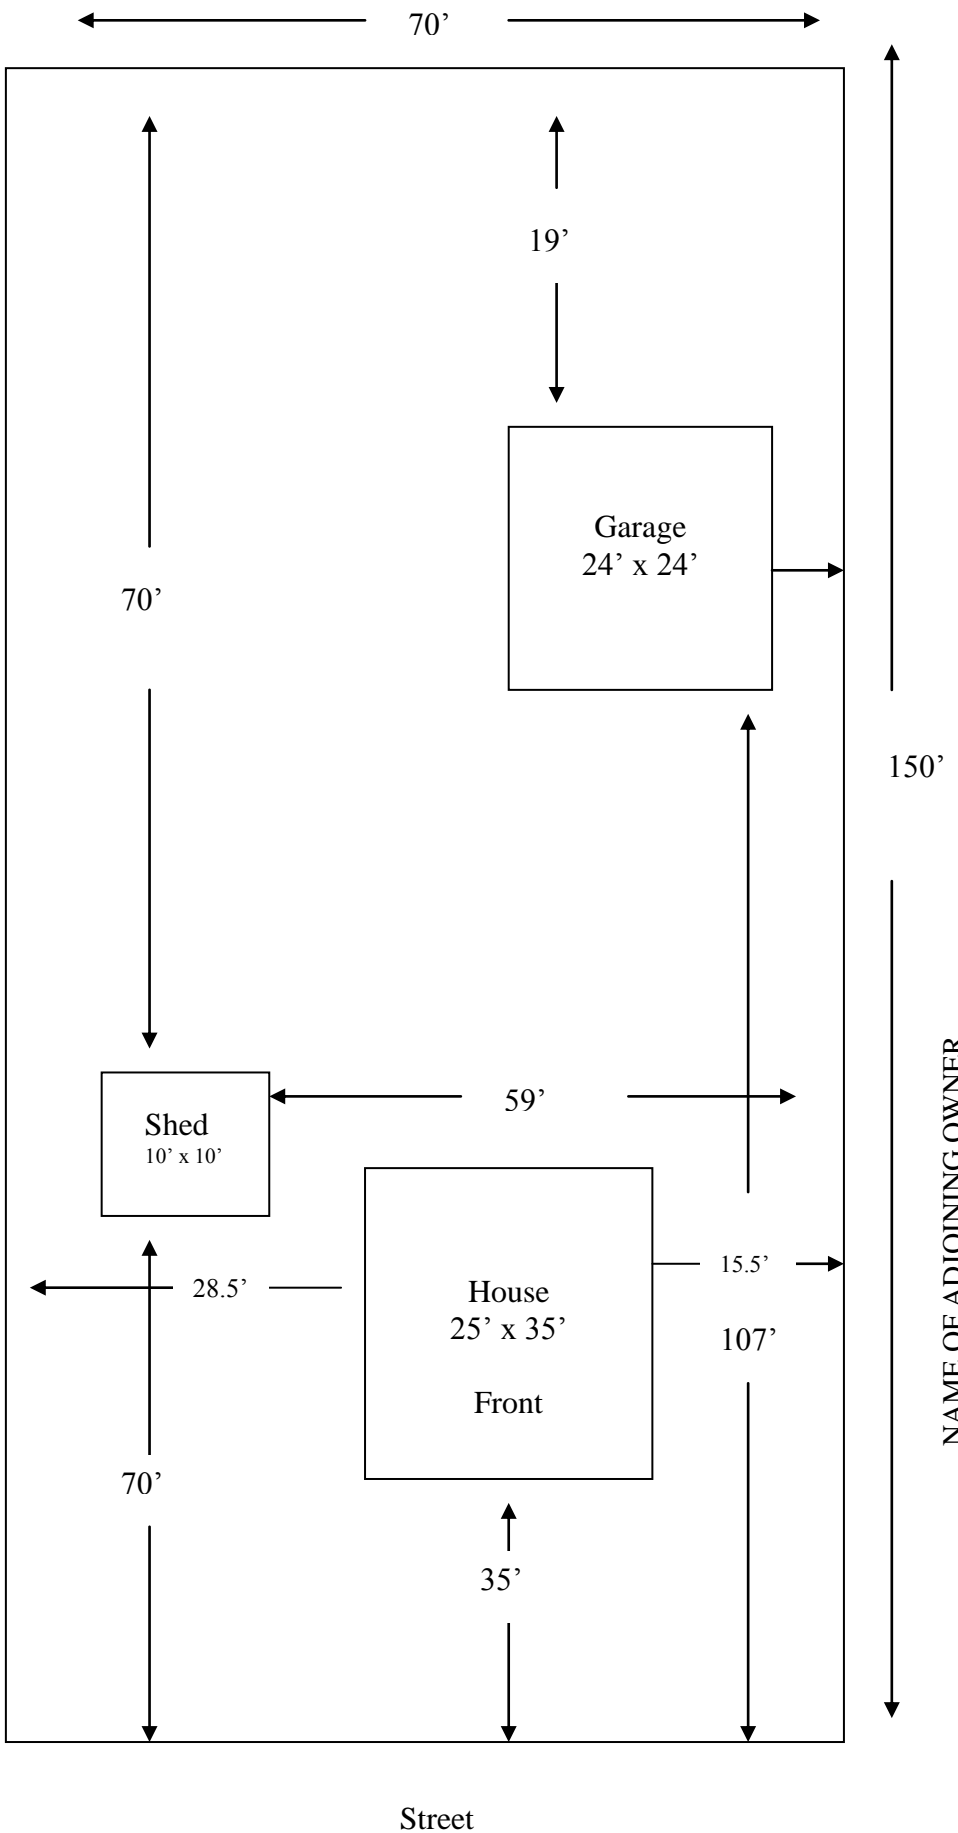 70’
19’
Garage
24’ x 24’
70’
150’
59’
Shed
10’ x 10’
15.5’
28.5’
House
25’ x 35’
107’
Front
70’
35’
NAME OF ADJOINING OWNER
Street